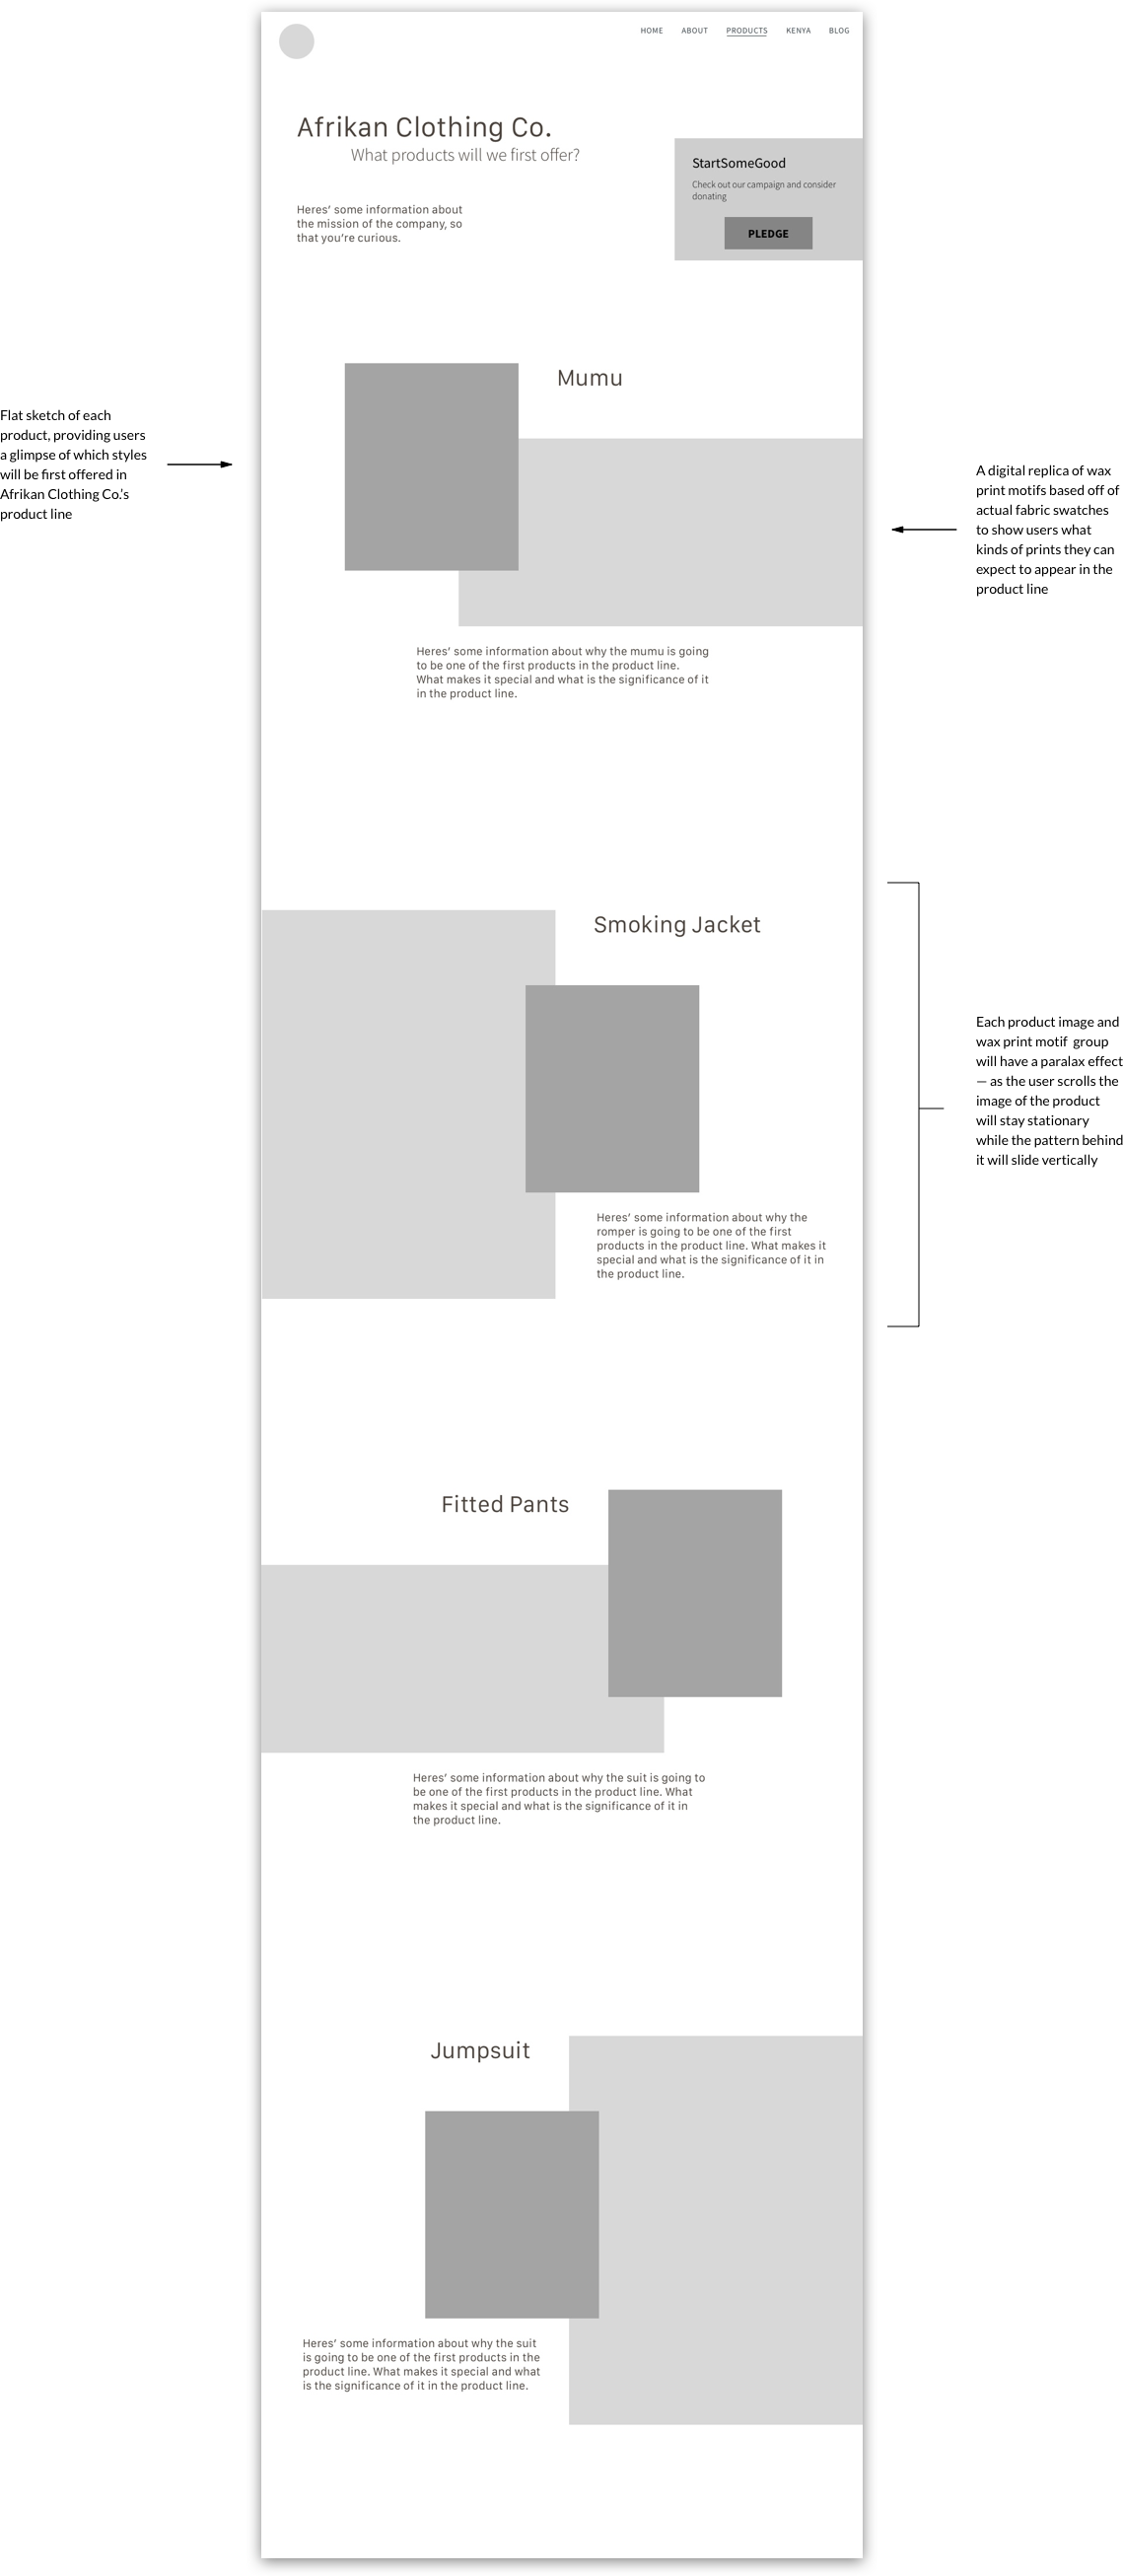 HOME ABOUT PRODUCTS KENYA BLOG
Afrikan Clothing Co.
What products will we first offer?
Heres’ some information about
the mission of the company, so
that you’re curious.
StartSomeGood
Check out our campaign and consider
donating
PLEDGE
Mumu
Flat sketch of each
product, providing users
a glimpse of which styles
will be first offered in
Afrikan Clothing Co.’s
product line
A digital replica of wax
print motifs based off of
actual fabric swatches
to show users what
kinds of prints they can
expect to appear in the
product line
Heres’ some information about why the mumu is going
to be one of the first products in the product line.
What makes it special and what is the significance of it
in the product line.
Smoking Jacket
Each product image and
wax print motif  group
will have a paralax effect
— as the user scrolls the
image of the product
will stay stationary
while the pattern behind
it will slide vertically
Heres’ some information about why the
romper is going to be one of the first
products in the product line. What makes it
special and what is the significance of it in
the product line.
Fitted Pants
Heres’ some information about why the suit is going to
be one of the first products in the product line. What
makes it special and what is the significance of it in
the product line.
Jumpsuit
Heres’ some information about why the suit
is going to be one of the first products in the
product line. What makes it special and what
is the significance of it in the product line.